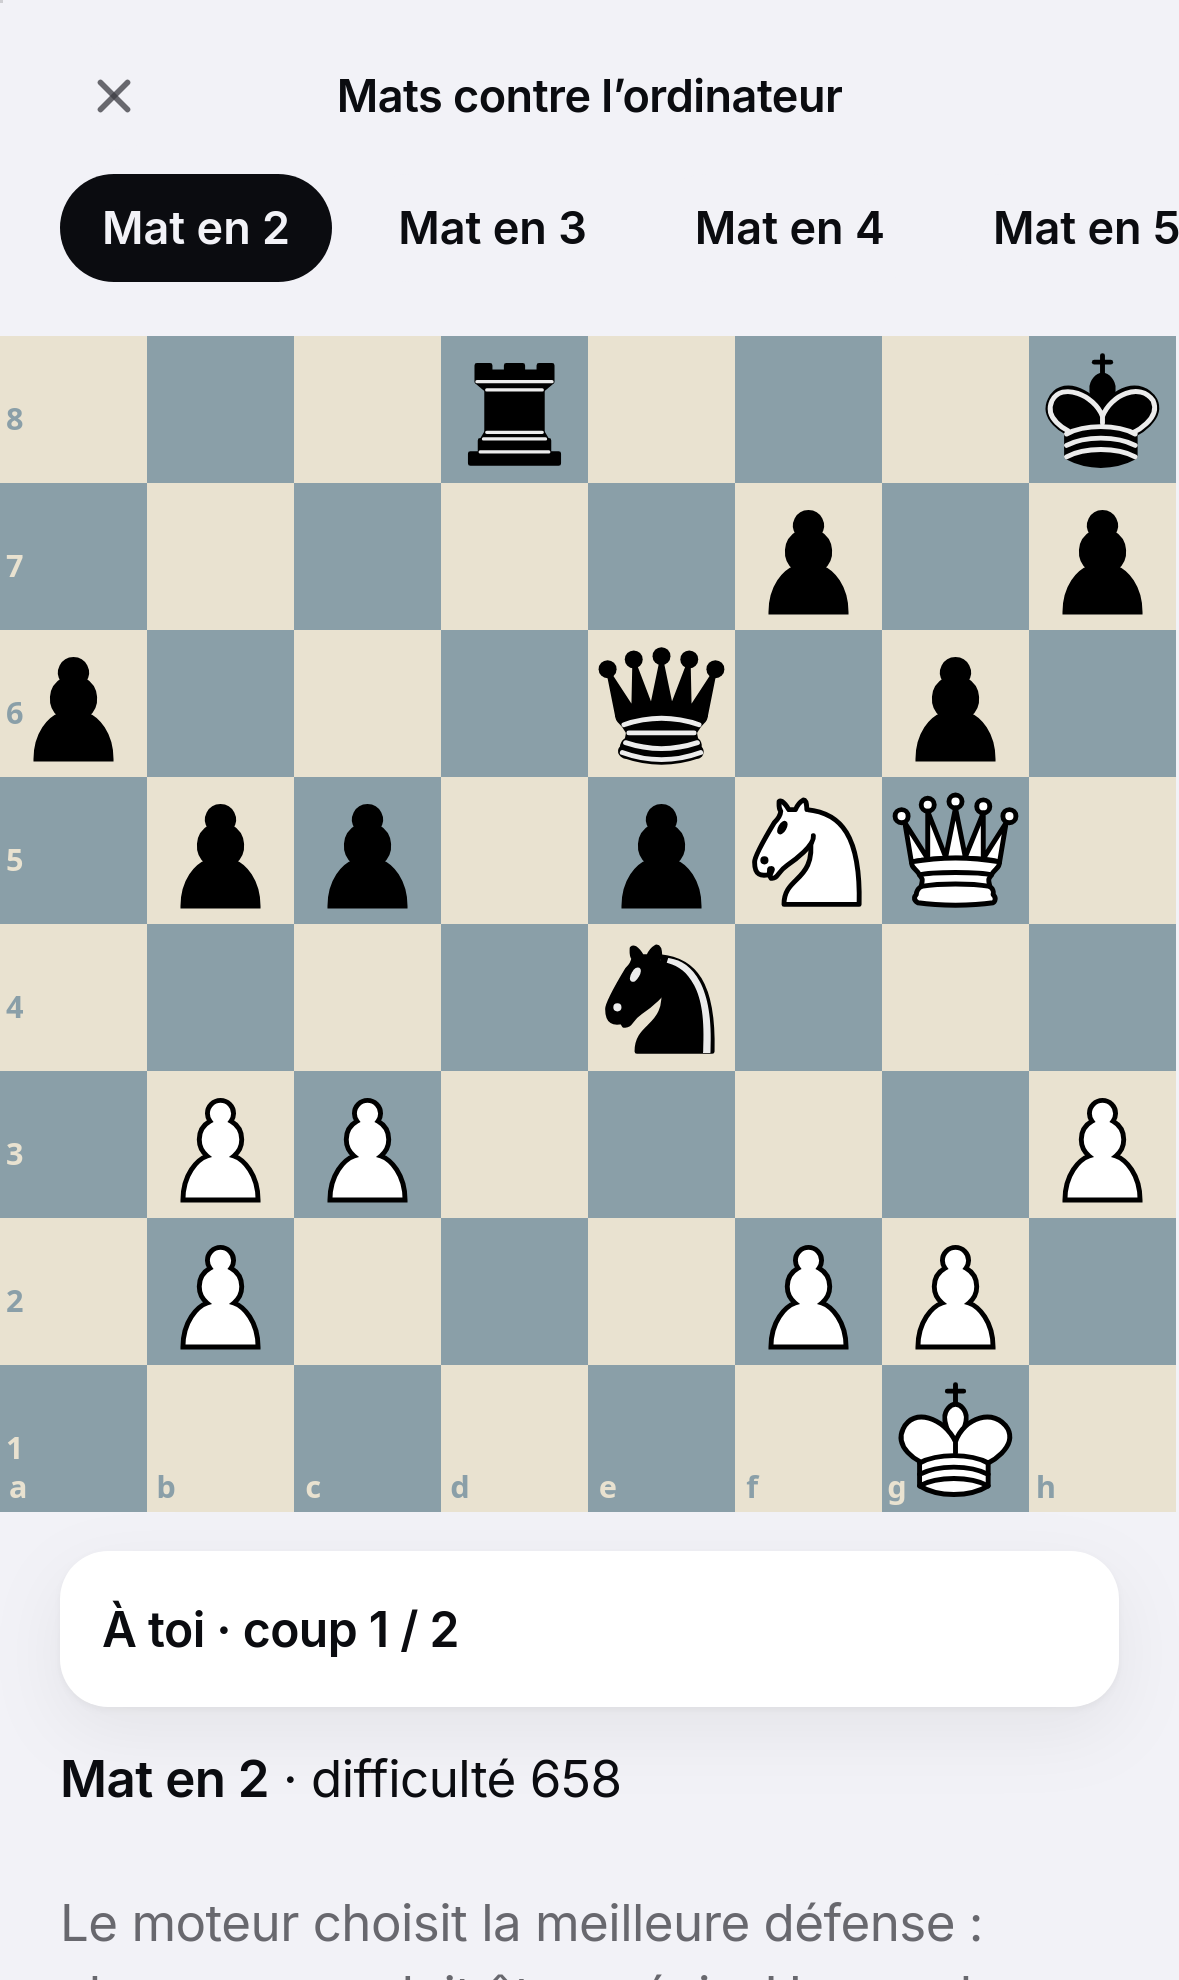 Mats contre l’ordinateur
Mat en 2 Mat en 3 Mat en 4 Mat en 5
8
7
6
5
4
3
2
1
a b c d e f g h
À toi · coup 1 / 2
Mat en 2 · difficulté 658
Le moteur choisit la meilleure défense :